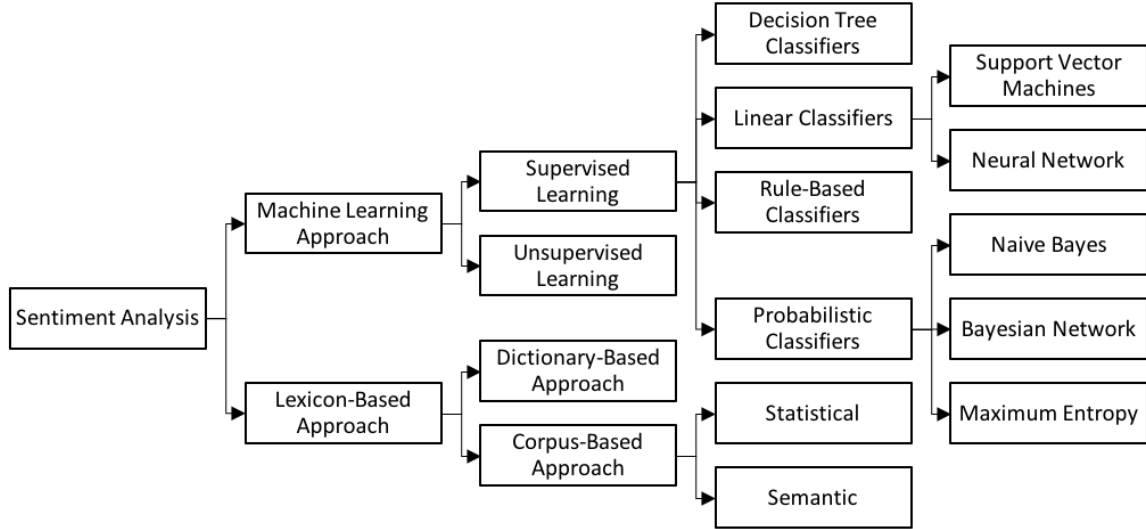 Sentiment Analysis
Machine Learning
Approach
Lexicon-Based
Approach
Supervised
Learning
Unsupervised
Learning
Dictionary-Based
Approach
Corpus-Based
Approach
Decision Tree
Classifiers
Linear Classifiers
Rule-Based
Classifiers
Probabilistic
Classifiers
Statistical
Semantic
Support Vector
Machines
Neural Network
Naive Bayes
Bayesian Network
Maximum Entropy